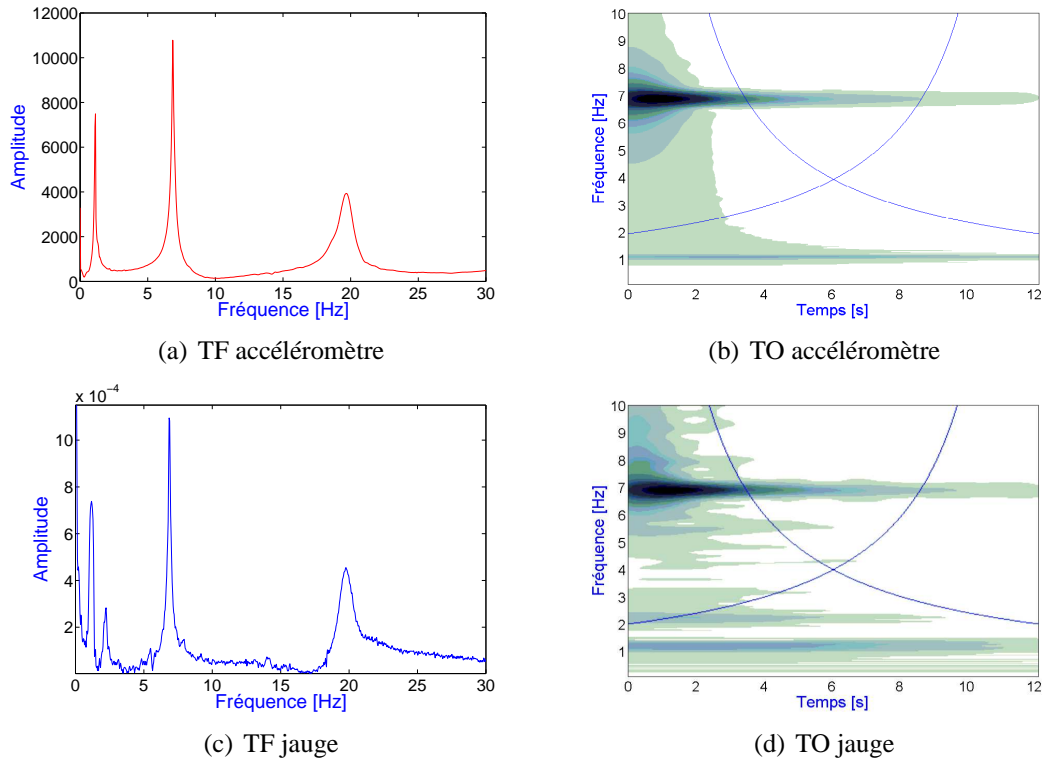 12000
10000
8000
6000
4000
2000
0
0 5 10 15 20 25 30
Amplitude
Fréquence [Hz]
(a) TF accéléromètre
10
9
8
7
6
5
4
3
2
1
0 2 4 6 8 10 12
Fréquence [Hz]
Temps [s]
(b) TO accéléromètre
x 10−4
10
8
6
4
2
0 5 10 15 20 25 30
Amplitude
Fréquence [Hz]
(c) TF jauge
10
9
8
7
6
5
4
3
2
1
0 2 4 6 8 10 12
Fréquence [Hz]
Temps [s]
(d) TO jauge